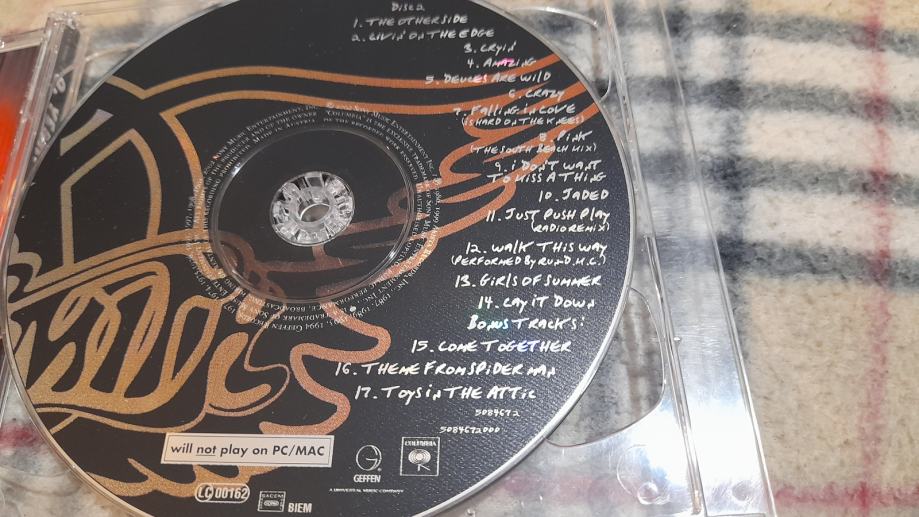 Disc 2
1. THE OTHER SIDE
2. LIVIN' ON THE EDGE
3. CRYIN'
4. AMAZING
5. DEUCES ARE WILD
6. CRAZY
7. FALLING IN LOVE
(IS HARD ON THE KNEES)
8. PINK
(THE SOUTH BEACH MIX)
9. I DON'T WANT
TO MISS A THING
10. JADED
11. JUST PUSH PLAY
(RADIO REMIX)
12. WALK THIS WAY
(PERFORMED BY RUN D.M.C.)
13. GIRLS OF SUMMER
14. LAY IT DOWN
BONUS TRACKS:
15. COME TOGETHER
16. THEME FROM SPIDER MAN
17. TOYS IN THE ATTIC
5084672
5084672000
will not play on PC/MAC
GEFFEN
A UNIVERSAL MUSIC COMPANY
COLUMBIA
LC 00162
SACEM
BIEM